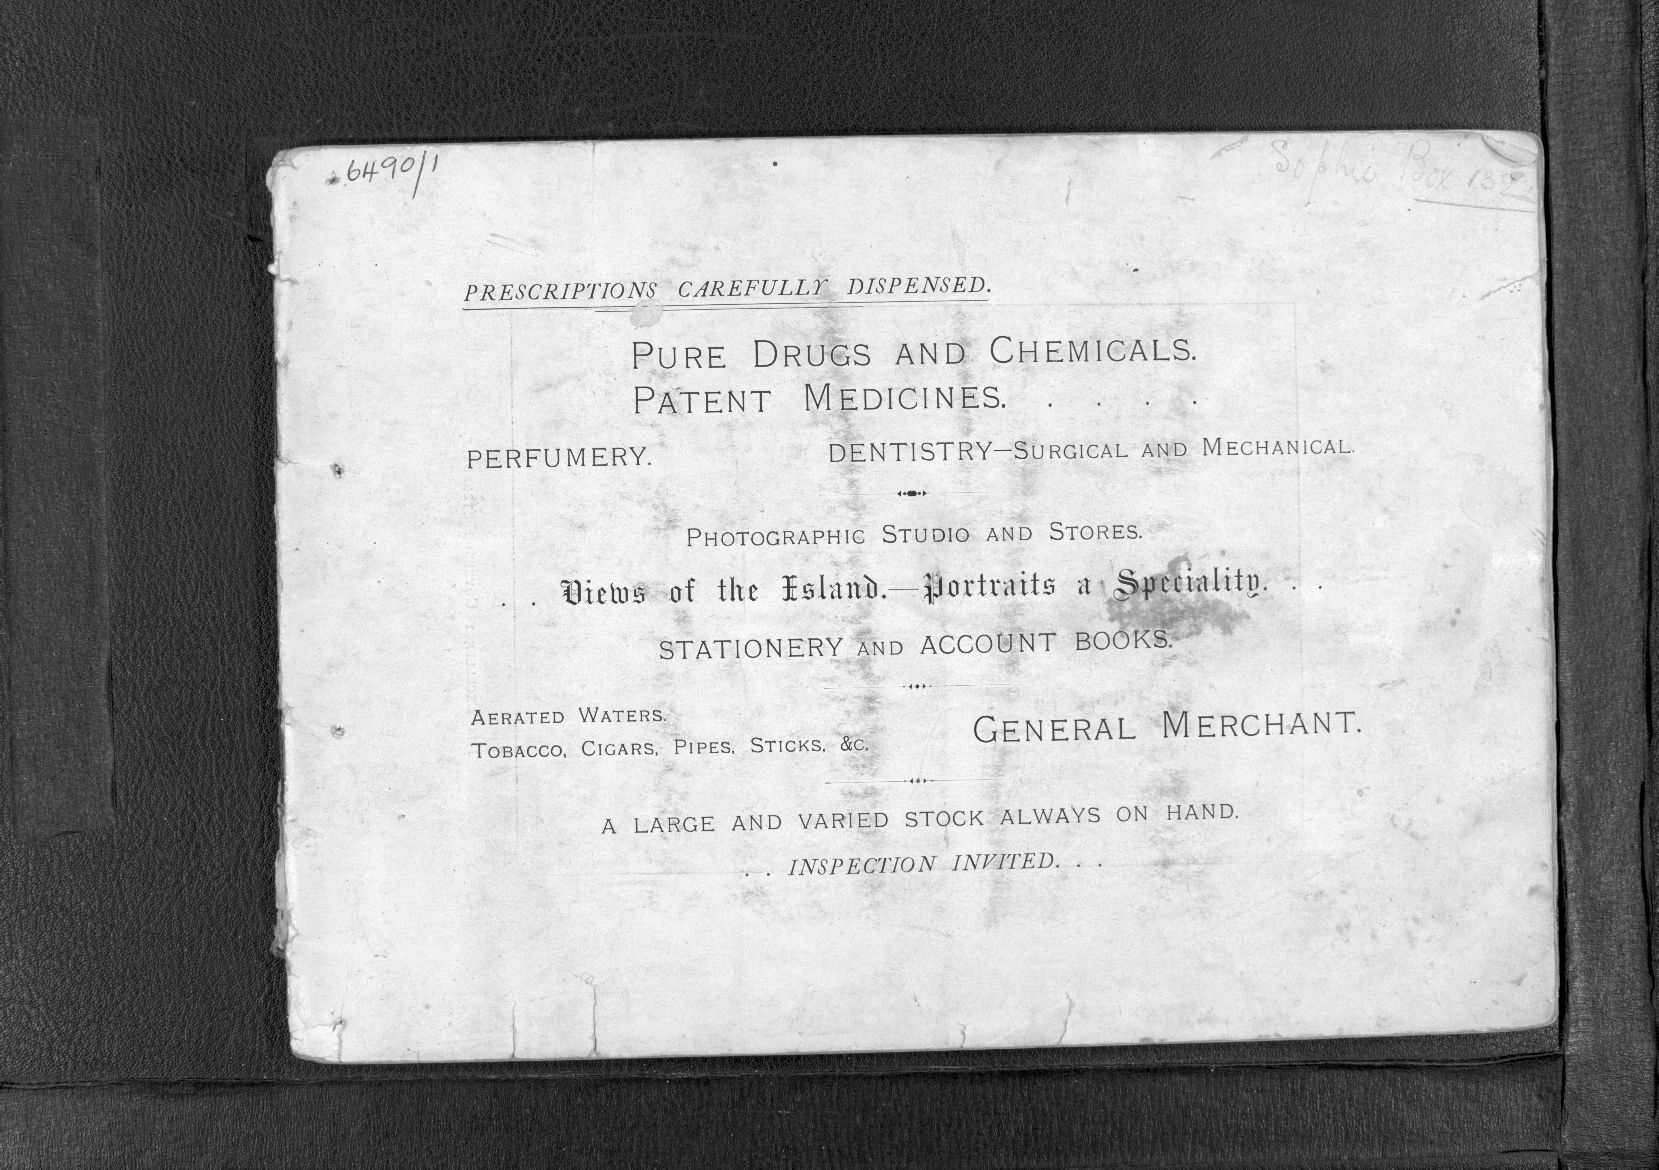 6490/1
Sophie Box 132
PRESCRIPTIONS CAREFULLY DISPENSED.
PURE DRUGS AND CHEMICALS.
PATENT MEDICINES. . . . .
PERFUMERY. DENTISTRY—SURGICAL AND MECHANICAL.
PHOTOGRAPHIC STUDIO AND STORES.
. . Views of the Island.—Portraits a Speciality. . .
STATIONERY AND ACCOUNT BOOKS.
AERATED WATERS.
TOBACCO, CIGARS, PIPES, STICKS, &C.
GENERAL MERCHANT.
A LARGE AND VARIED STOCK ALWAYS ON HAND.
. . INSPECTION INVITED. . .